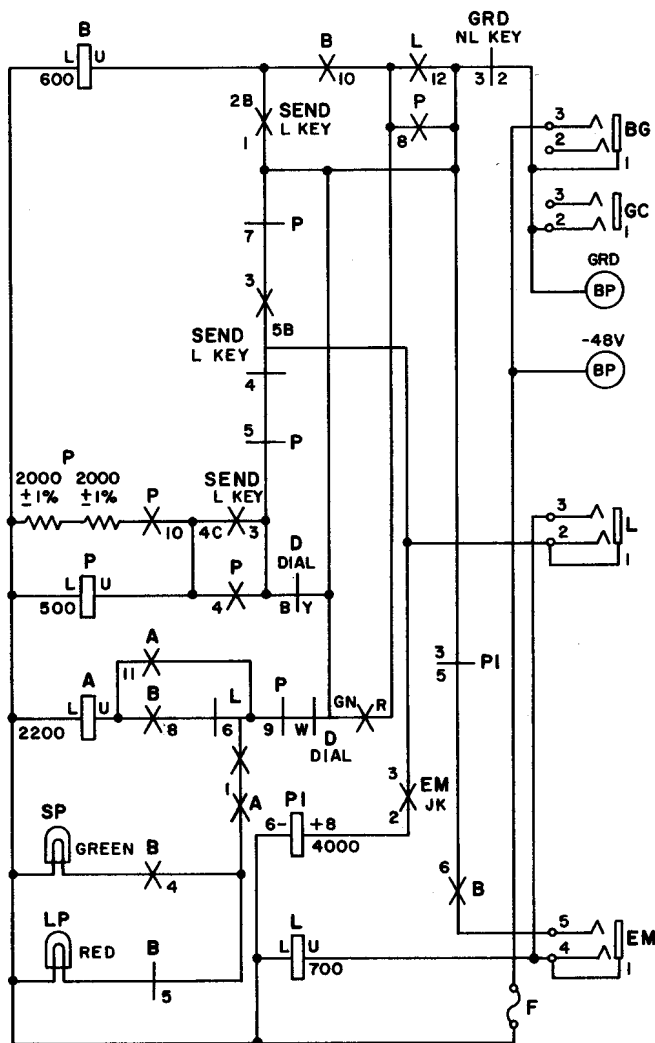 B
L U
600
B
10
L
12
GRD
NL KEY
3 2
P
8
2B
SEND
L KEY
1
3
2
BG
1
3
2
GC
1
GRD
BP
-48V
BP
7
P
3
5B
SEND
L KEY
4
5
P
P
2000
±1%
2000
±1%
P
10
SEND
L KEY
4C
3
P
L U
500
P
4
D
DIAL
B Y
3
2
L
1
3
5
P1
A
11
A
L U
2200
B
8
L
6
P
9
W
D
DIAL
GN
R
1
A
3
2
EM
JK
P1
6- +8
4000
SP
GREEN
B
4
6
B
LP
RED
B
5
L
L U
700
5
4
EM
1
F